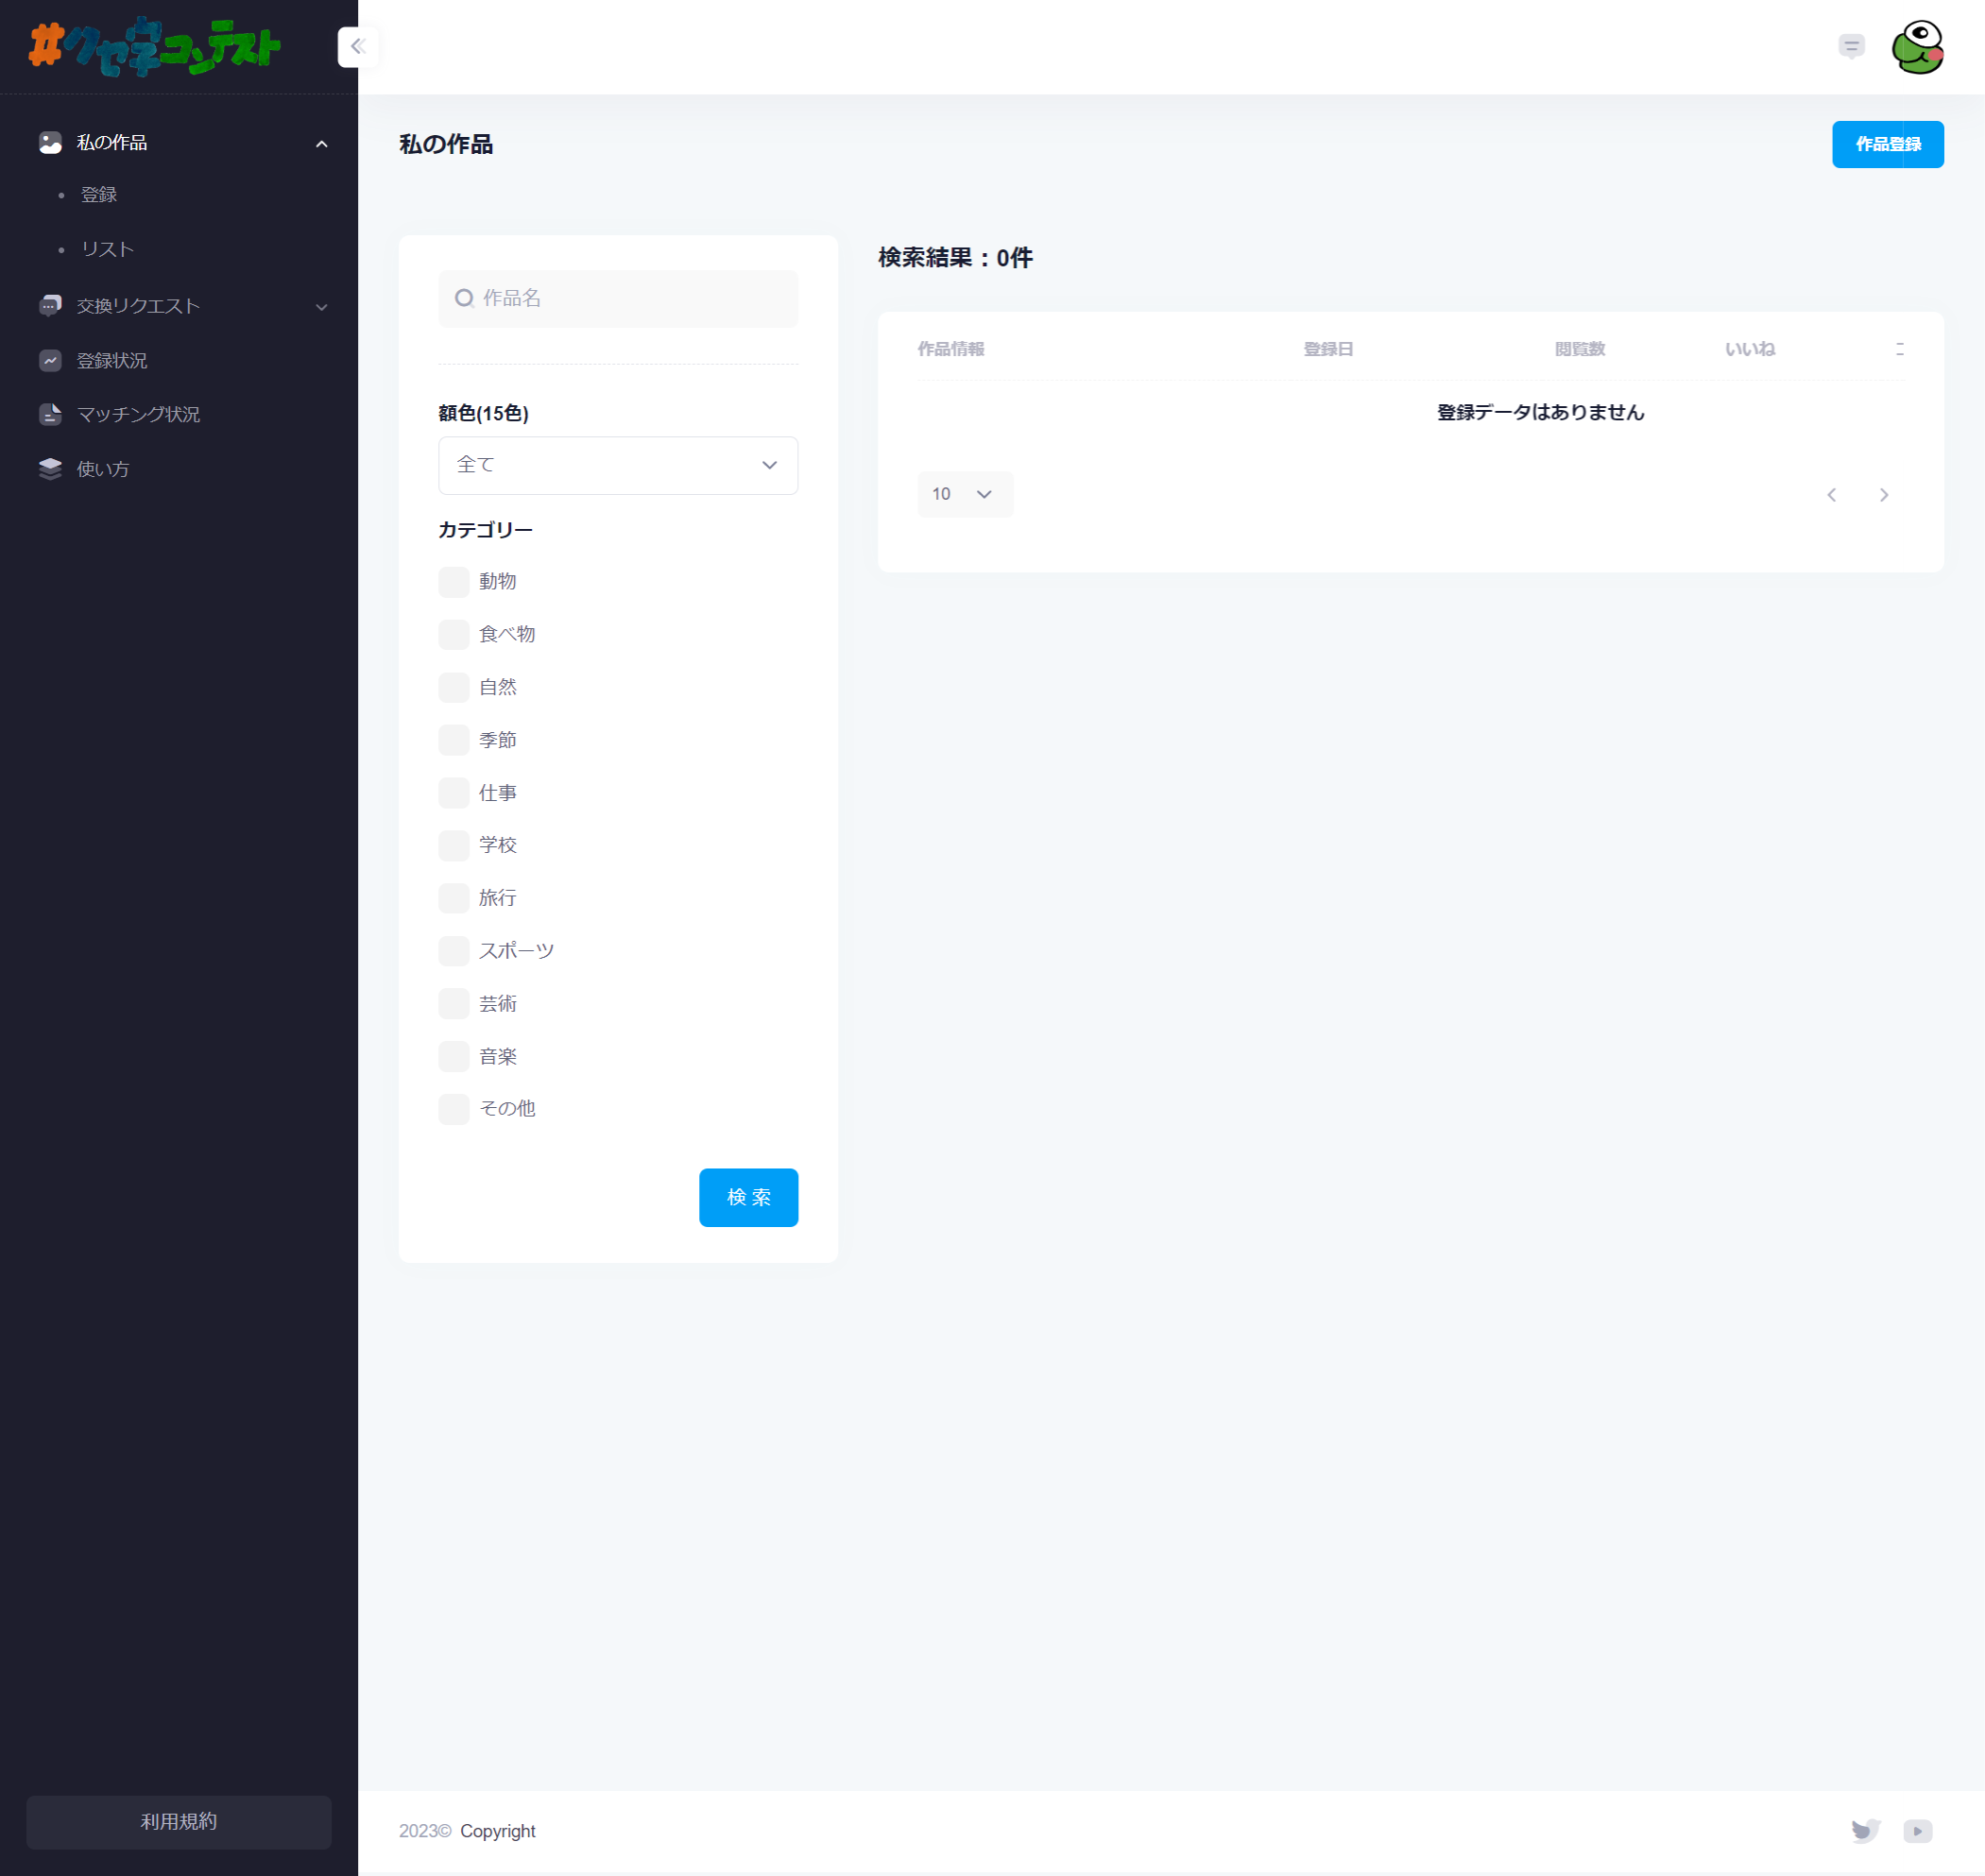 #クセ字コンテスト
私の作品
登録
リスト
交換リクエスト
登録状況
マッチング状況
使い方
利用規約
私の作品
作品登録
作品名
額色(15色)
全て
カテゴリー
動物
食べ物
自然
季節
仕事
学校
旅行
スポーツ
芸術
音楽
その他
検 索
検索結果：0件
作品情報 登録日 閲覧数 いいね
登録データはありません
10
2023© Copyright